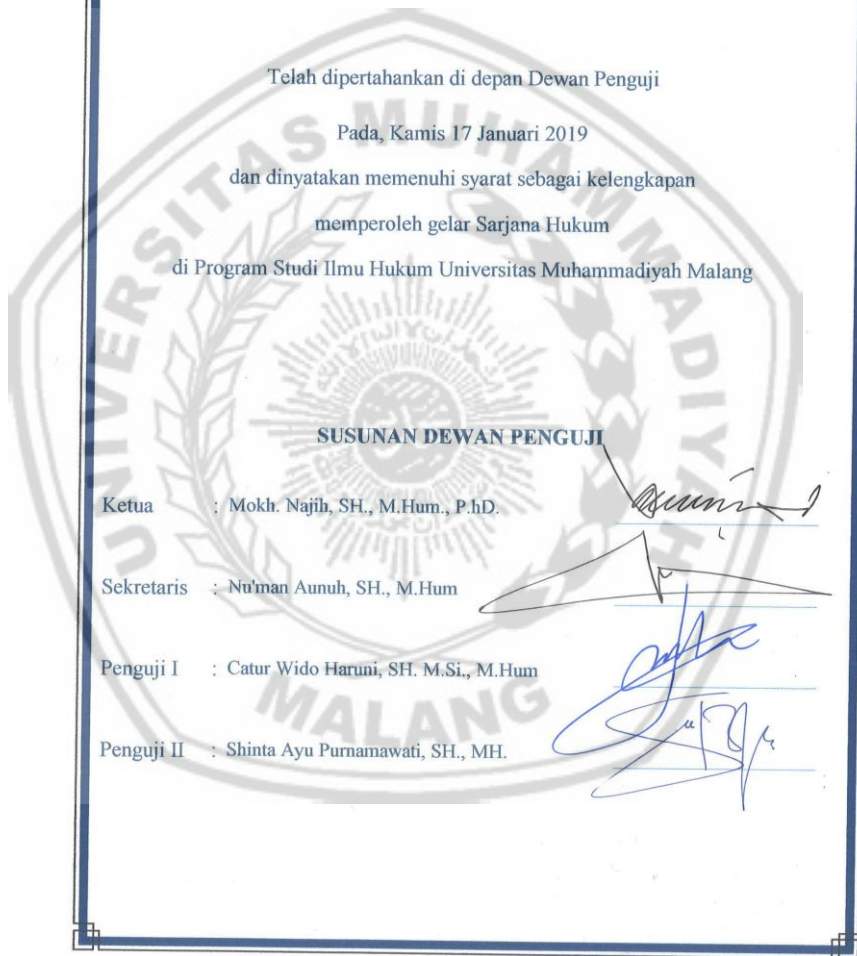 Telah dipertahankan di depan Dewan Penguji
Pada, Kamis 17 Januari 2019
dan dinyatakan memenuhi syarat sebagai kelengkapan
memperoleh gelar Sarjana Hukum
di Program Studi Ilmu Hukum Universitas Muhammadiyah Malang
UNIVERSITAS MUHAMMADIYAH
MALANG
SUSUNAN DEWAN PENGUJI
Ketua : Mokh. Najih, SH., M.Hum., P.hD.
Sekretaris : Nu'man Aunuh, SH., M.Hum
Penguji I : Catur Wido Haruni, SH. M.Si., M.Hum
Penguji II : Shinta Ayu Purnamawati, SH., MH.